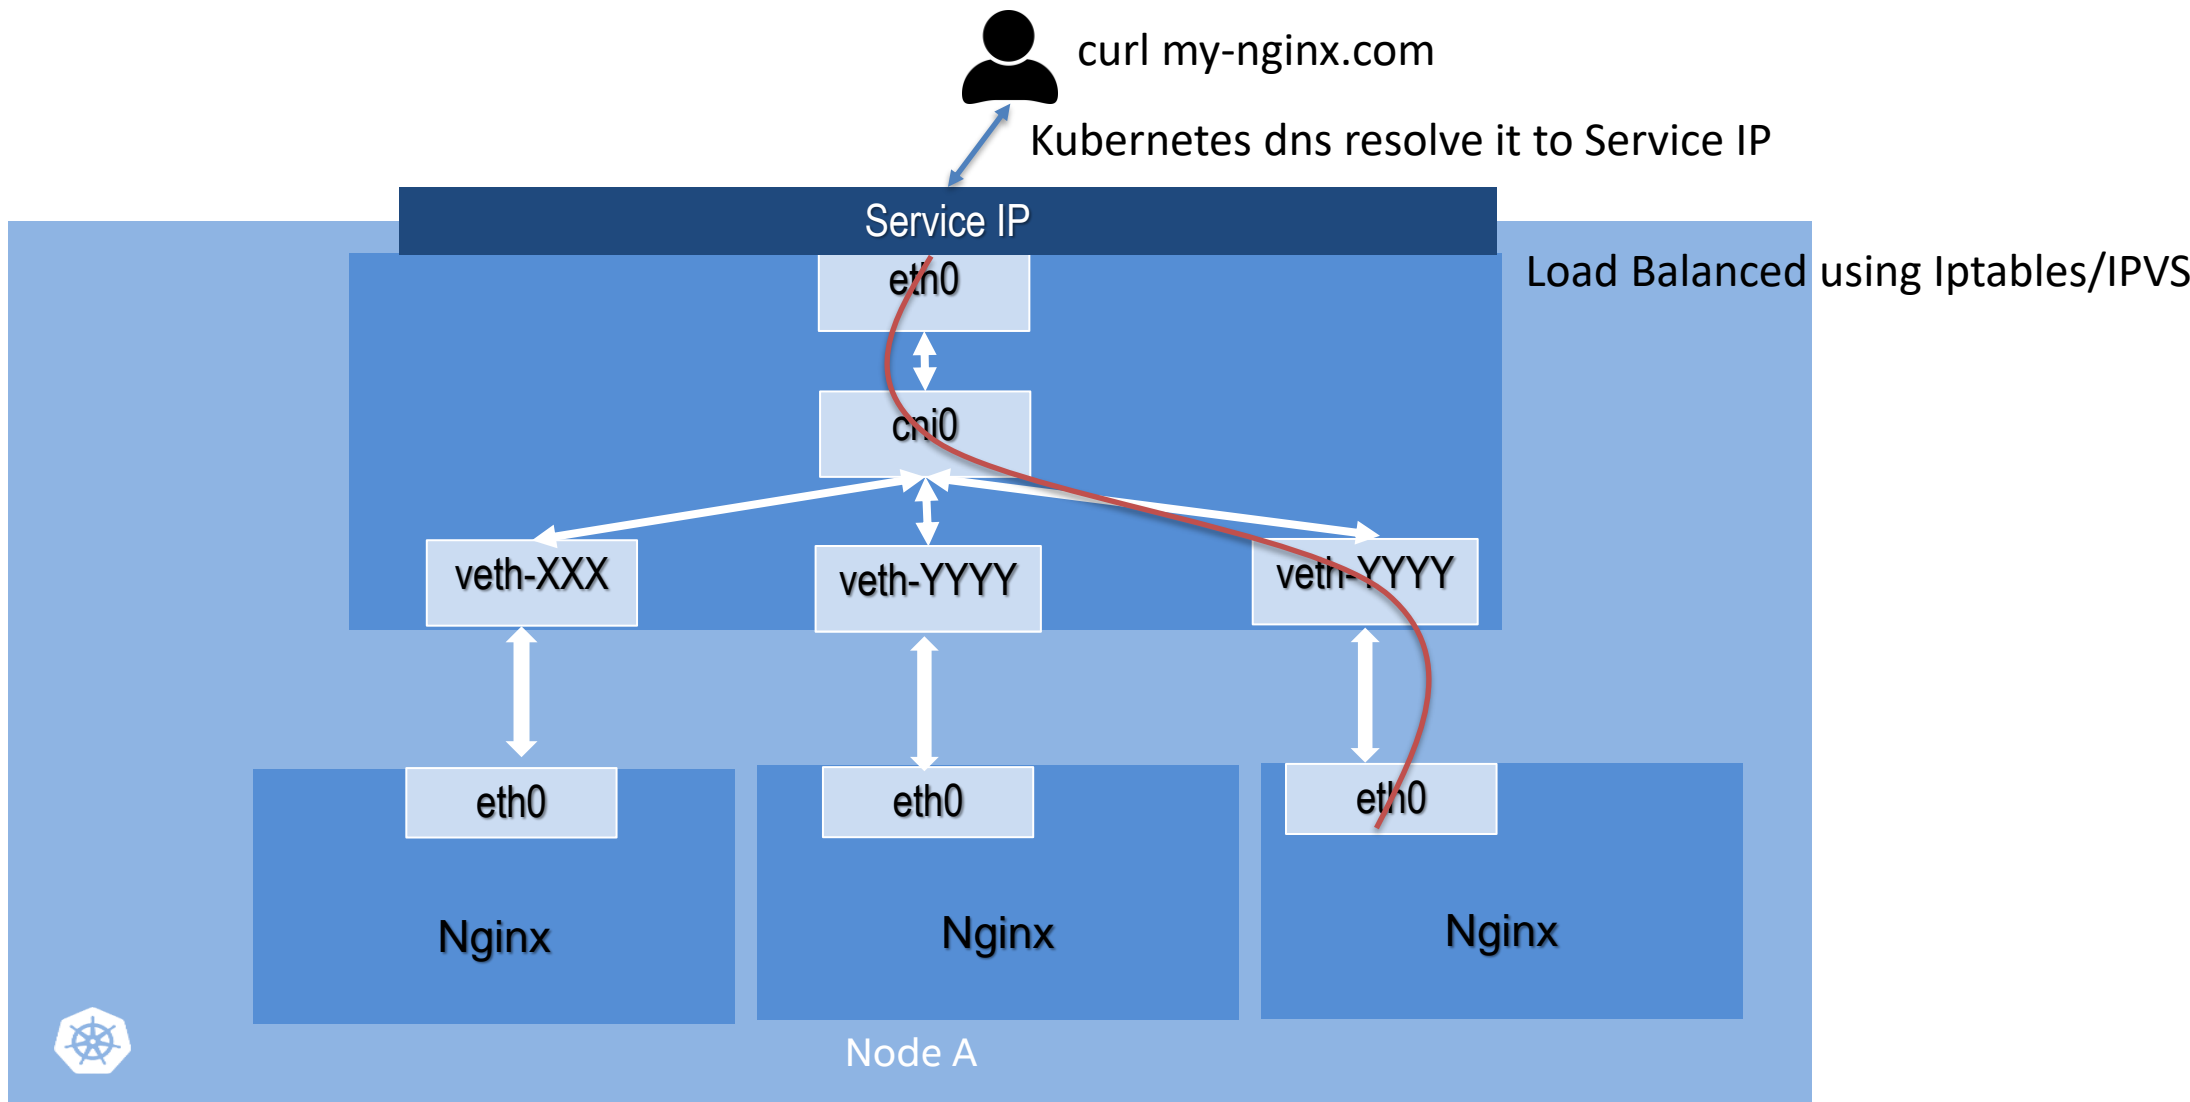 curl my-nginx.com
Kubernetes dns resolve it to Service IP
Service IP
Load Balanced using Iptables/IPVS
eth0
cni0
veth-XXX
veth-YYYY
veth-YYYY
eth0
eth0
eth0
Nginx
Nginx
Nginx
Node A